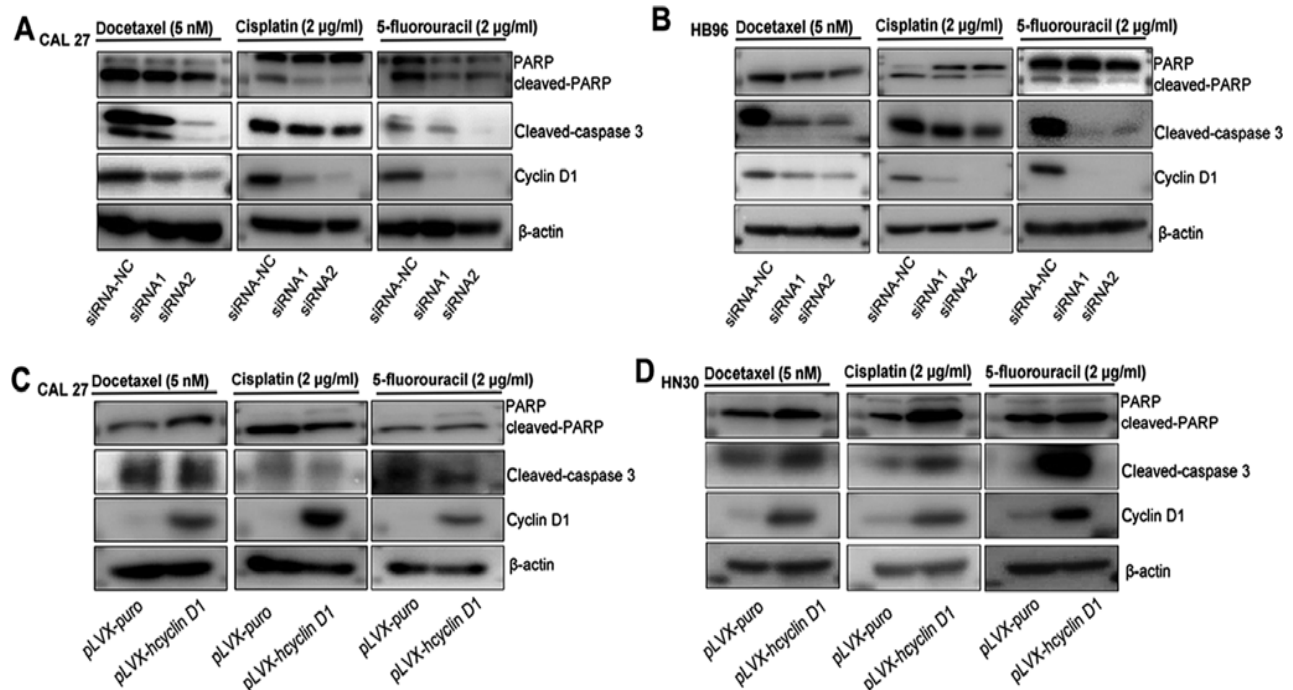 A CAL 27 Docetaxel (5 nM) Cisplatin (2 µg/ml) 5-fluorouracil (2 µg/ml)
PARP
cleaved-PARP
Cleaved-caspase 3
Cyclin D1
β-actin
siRNA-NC siRNA1 siRNA2 siRNA-NC siRNA1 siRNA2 siRNA-NC siRNA1 siRNA2
B HB96 Docetaxel (5 nM) Cisplatin (2 µg/ml) 5-fluorouracil (2 µg/ml)
PARP
cleaved-PARP
Cleaved-caspase 3
Cyclin D1
β-actin
siRNA-NC siRNA1 siRNA2 siRNA-NC siRNA1 siRNA2 siRNA-NC siRNA1 siRNA2
C CAL 27 Docetaxel (5 nM) Cisplatin (2 µg/ml) 5-fluorouracil (2 µg/ml)
PARP
cleaved-PARP
Cleaved-caspase 3
Cyclin D1
β-actin
pLVX-puro pLVX-hcyclin D1 pLVX-puro pLVX-hcyclin D1 pLVX-puro pLVX-hcyclin D1
D HN30 Docetaxel (5 nM) Cisplatin (2 µg/ml) 5-fluorouracil (2 µg/ml)
PARP
cleaved-PARP
Cleaved-caspase 3
Cyclin D1
β-actin
pLVX-puro pLVX-hcyclin D1 pLVX-puro pLVX-hcyclin D1 pLVX-puro pLVX-hcyclin D1